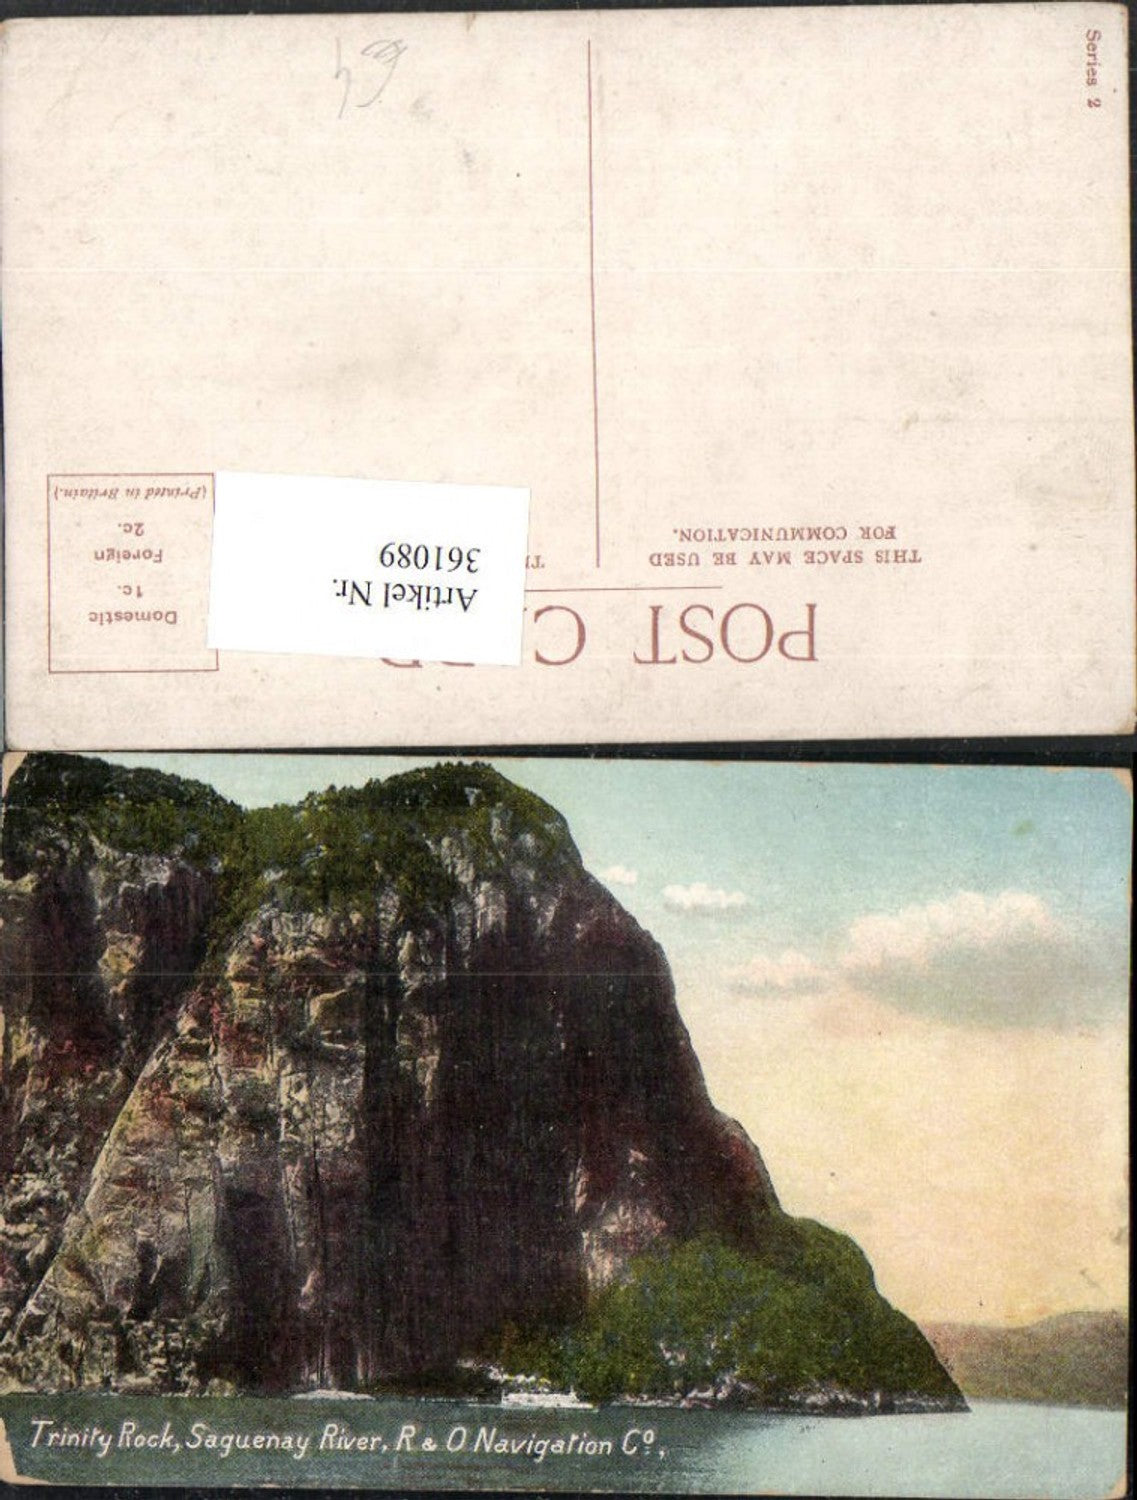 Series 2
POST C
THIS SPACE MAY BE USED
FOR COMMUNICATION.
Artikel Nr.
361089
Domestic
1c.
Foreign
2c.
(Printed in Britain.)
Trinity Rock, Saguenay River, R & O Navigation Co.,